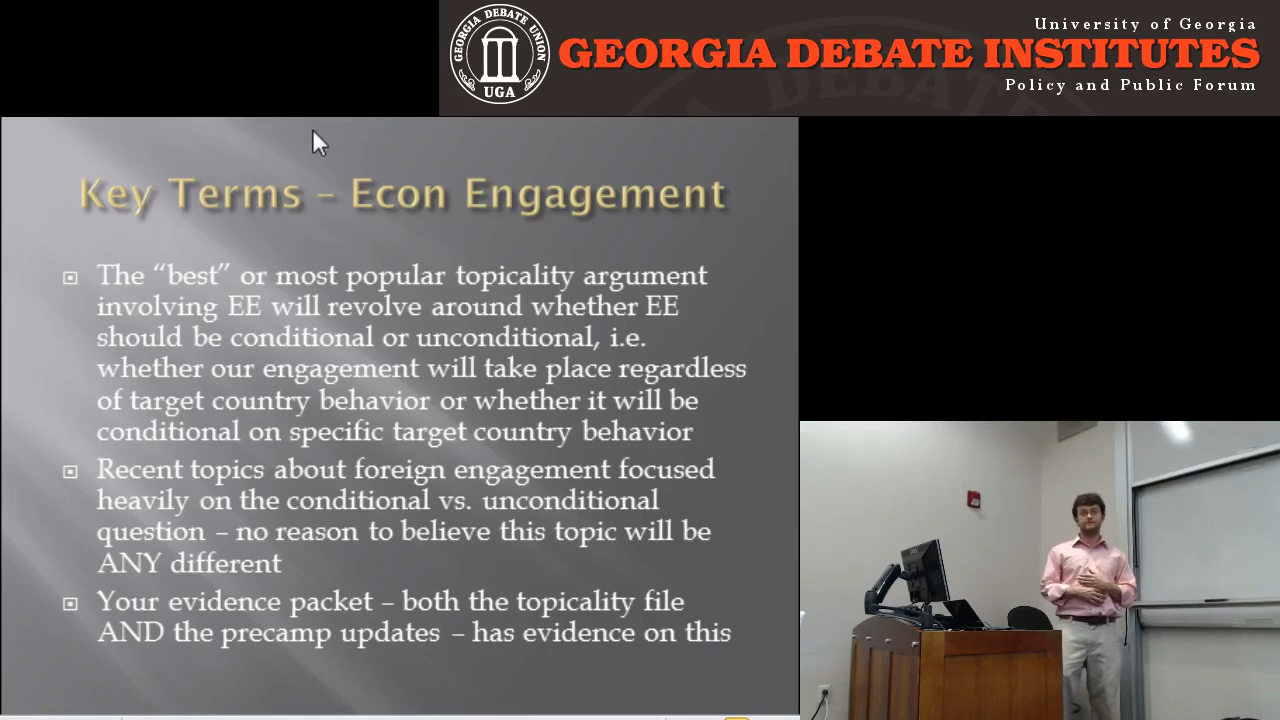 University of Georgia
GEORGIA DEBATE INSTITUTES
Policy and Public Forum
GEORGIA DEBATE UNION
UGA
Key Terms – Econ Engagement
The “best” or most popular topicality argument
involving EE will revolve around whether EE
should be conditional or unconditional, i.e.
whether our engagement will take place regardless
of target country behavior or whether it will be
conditional on specific target country behavior
Recent topics about foreign engagement focused
heavily on the conditional vs. unconditional
question – no reason to believe this topic will be
ANY different
Your evidence packet – both the topicality file
AND the precamp updates – has evidence on this